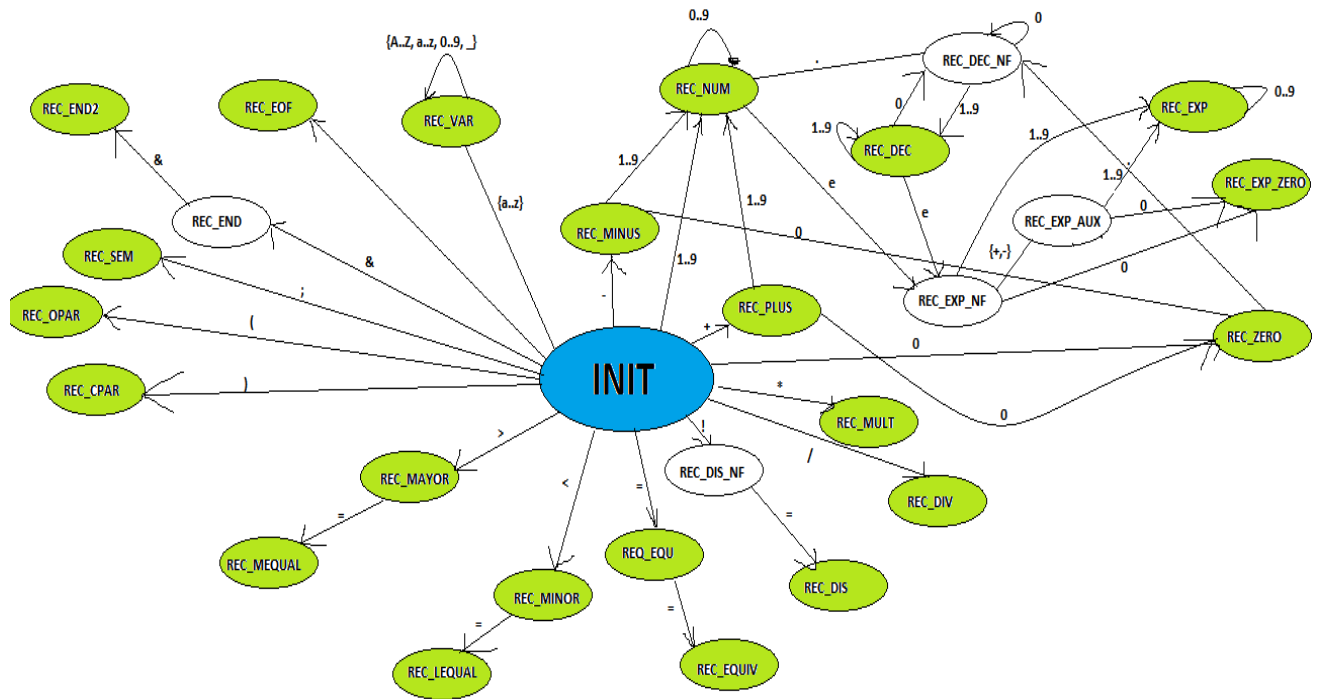 0..9
0
{A..Z, a..z, 0..9, _}
.
REC_DEC_NF
REC_NUM
REC_EOF
REC_END2
REC_VAR
0
1..9
REC_EXP
0..9
1..9
1..9
REC_DEC
&
1..9
1..9
.
e
REC_EXP_ZERO
{a..z}
1..9
e
REC_END
REC_MINUS
0
REC_EXP_AUX
0
REC_SEM
&
1..9
{+,-}
0
;
-
REC_PLUS
REC_EXP_NF
REC_OPAR
(
+
REC_ZERO
0
INIT
)
REC_CPAR
*
0
REC_MULT
>
!
/
REC_MAYOR
REC_DIS_NF
<
=
REC_DIV
=
=
REC_MEQUAL
REQ_EQU
REC_DIS
REC_MINOR
=
=
REC_LEQUAL
REC_EQUIV